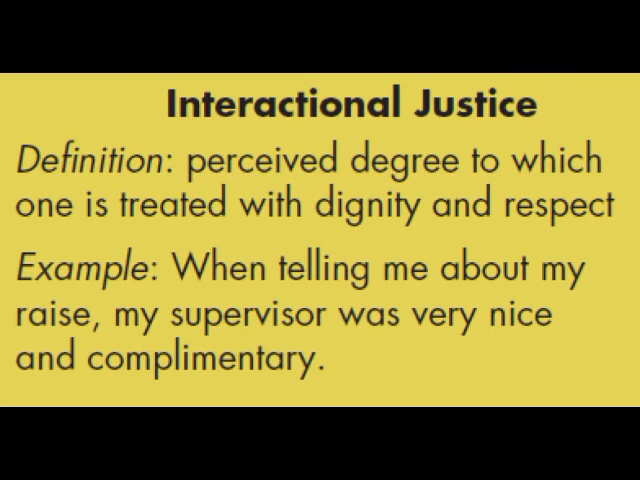 Interactional Justice
Definition: perceived degree to which
one is treated with dignity and respect
Example: When telling me about my
raise, my supervisor was very nice
and complimentary.